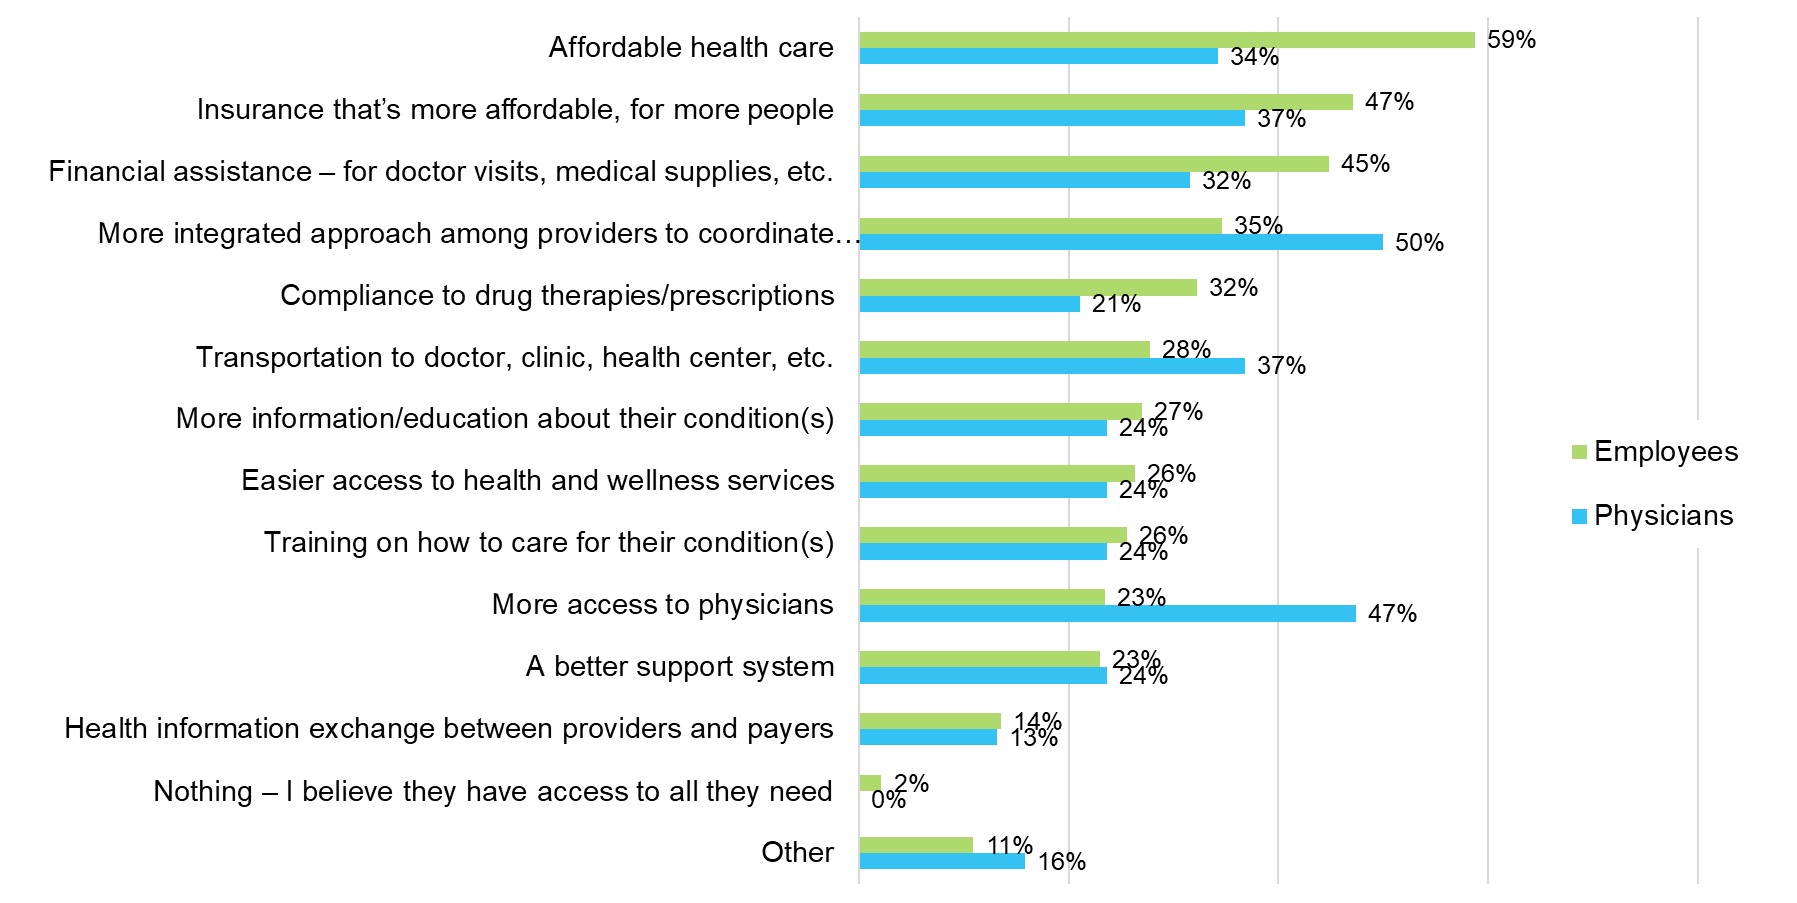 Affordable health care 59%
34%
Insurance that’s more affordable, for more people 47%
37%
Financial assistance – for doctor visits, medical supplies, etc. 45%
32%
More integrated approach among providers to coordinate… 35%
50%
Compliance to drug therapies/prescriptions 32%
21%
Transportation to doctor, clinic, health center, etc. 28%
37%
More information/education about their condition(s) 27%
24%
Easier access to health and wellness services 26%
24%
Training on how to care for their condition(s) 26%
24%
More access to physicians 23%
47%
A better support system 23%
24%
Health information exchange between providers and payers 14%
13%
Nothing – I believe they have access to all they need 2%
0%
Other 11%
16%
Employees
Physicians